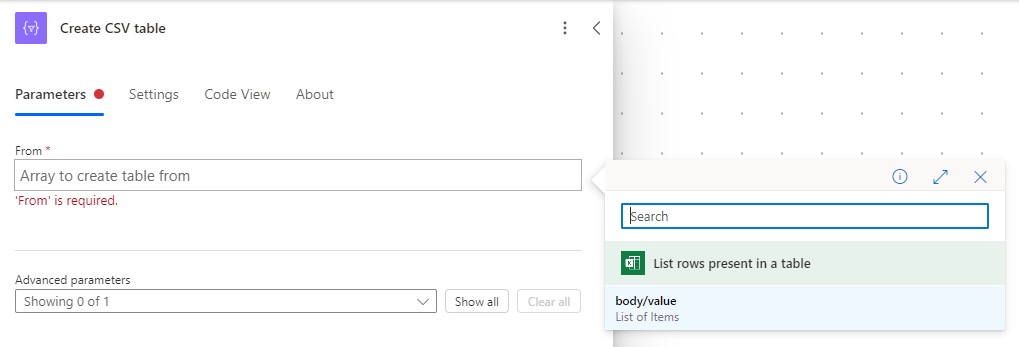 Create CSV table
Parameters Settings Code View About
From *
Array to create table from
'From' is required.
Search
List rows present in a table
body/value
List of Items
Advanced parameters
Showing 0 of 1 Show all Clear all